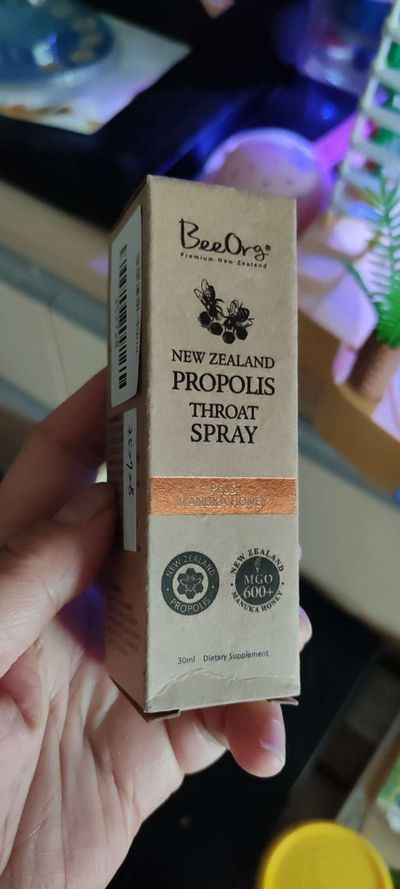 BeeOrg®
Premium New Zealand
NEW ZEALAND
PROPOLIS
THROAT
SPRAY
PLUS
MANUKA HONEY
NEW ZEALAND
PROPOLIS
NEW ZEALAND
MGO
600+
MANUKA HONEY
30ml Dietary Supplement